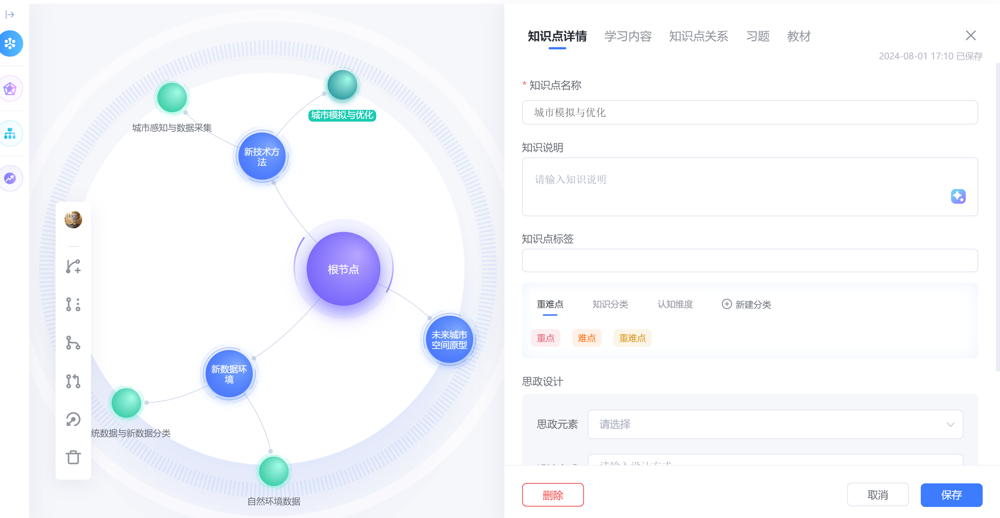 城市感知与数据采集
城市模拟与优化
新技术方
法
根节点
未来城市
空间原型
新数据环
境
统数据与新数据分类
自然环境数据
知识点详情 学习内容 知识点关系 习题 教材
2024-08-01 17:10 已保存
* 知识点名称
城市模拟与优化
知识说明
请输入知识说明
知识点标签
重难点 知识分类 认知维度 新建分类
重点 难点 重难点
思政设计
思政元素 请选择
请输入设计方式
删除 取消 保存